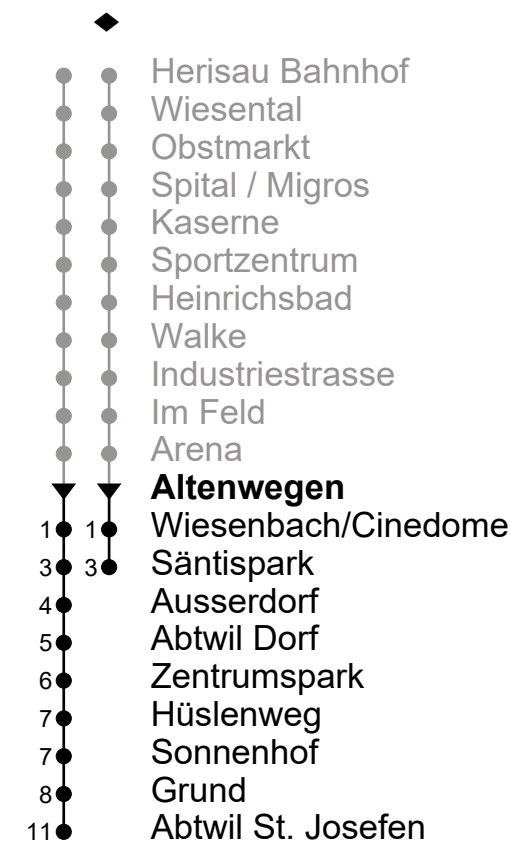 Herisau Bahnhof
Wiesental
Obstmarkt
Spital / Migros
Kaserne
Sportzentrum
Heinrichsbad
Walke
Industriestrasse
Im Feld
Arena
Altenwegen
1 1 Wiesenbach/Cinedome
3 3 Säntispark
4 Ausserdorf
5 Abtwil Dorf
6 Zentrumspark
7 Hüslenweg
7 Sonnenhof
8 Grund
11 Abtwil St. Josefen